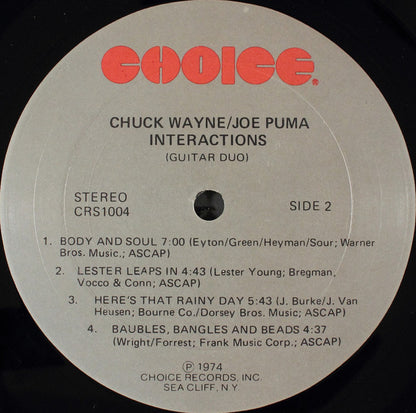 CHOICE®
CHUCK WAYNE/JOE PUMA
INTERACTIONS
(GUITAR DUO)
STEREO
CRS1004
SIDE 2
1. BODY AND SOUL 7:00 (Eyton/Green/Heyman/Sour; Warner
Bros. Music.; ASCAP)
2. LESTER LEAPS IN 4:43 (Lester Young; Bregman,
Vocco & Conn; ASCAP)
3. HERE'S THAT RAINY DAY 5:43 (J. Burke/J. Van
Heusen; Bourne Co./Dorsey Bros. Music; ASCAP)
4. BAUBLES, BANGLES AND BEADS 4:37
(Wright/Forrest; Frank Music Corp.; ASCAP)
℗ 1974
CHOICE RECORDS, INC.
SEA CLIFF, N.Y.